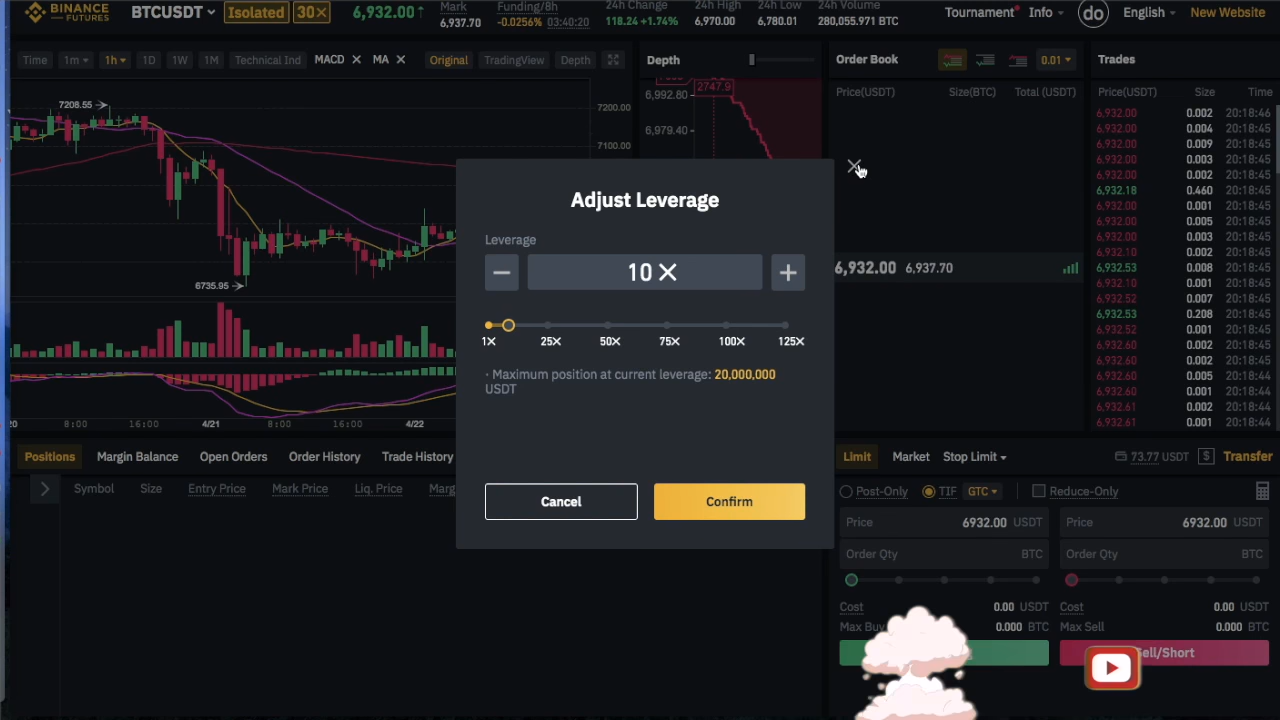 BINANCE
FUTURES
BTCUSDT
Isolated
30×
6,932.00↑
Mark
6,937.70
Funding/8h
-0.0256% 03:40:20
24h Change
118.24 +1.74%
24h High
6,970.00
24h Low
6,780.01
24h Volume
280,055.971 BTC
Tournament
Info
do
English
New Website
Time
1m
1h
1D
1W
1M
Technical Ind
MACD ×
MA ×
Original
TradingView
Depth
7208.55
7200.00
7100.00
6735.95
8:00
16:00
4/21
8:00
16:00
4/22
Depth
2747.9
6,992.80
6,979.40
Order Book
0.01
Price(USDT) Size(BTC) Total (USDT)
6,932.00 6,937.70
Trades
Price(USDT) Size Time
6,932.00 0.002 20:18:46
6,932.00 0.004 20:18:45
6,932.00 0.009 20:18:45
6,932.00 0.003 20:18:45
6,932.00 0.002 20:18:45
6,932.18 0.460 20:18:45
6,932.00 0.001 20:18:45
6,932.00 0.005 20:18:45
6,932.00 0.003 20:18:45
6,932.10 0.002 20:18:45
6,932.53 0.008 20:18:45
6,932.10 0.001 20:18:45
6,932.52 0.007 20:18:45
6,932.53 0.208 20:18:45
6,932.52 0.001 20:18:45
6,932.60 0.002 20:18:45
6,932.60 0.002 20:18:45
6,932.60 0.005 20:18:44
6,932.60 0.001 20:18:44
6,932.61 0.002 20:18:44
6,932.61 0.001 20:18:44
Adjust Leverage
Leverage
10 ×
1× 25× 50× 75× 100× 125×
· Maximum position at current leverage: 20,000,000
USDT
Cancel
Confirm
Positions
Margin Balance
Open Orders
Order History
Trade History
Symbol
Size
Entry Price
Mark Price
Liq. Price
Limit
Market
Stop Limit
73.77 USDT
$
Transfer
Post-Only
TIF
GTC
Reduce-Only
Price 6932.00 USDT
Order Qty BTC
Cost 0.00 USDT
Max Buy 0.000 BTC
Price 6932.00 USDT
Order Qty BTC
Cost 0.00 USDT
Max Sell 0.000 BTC